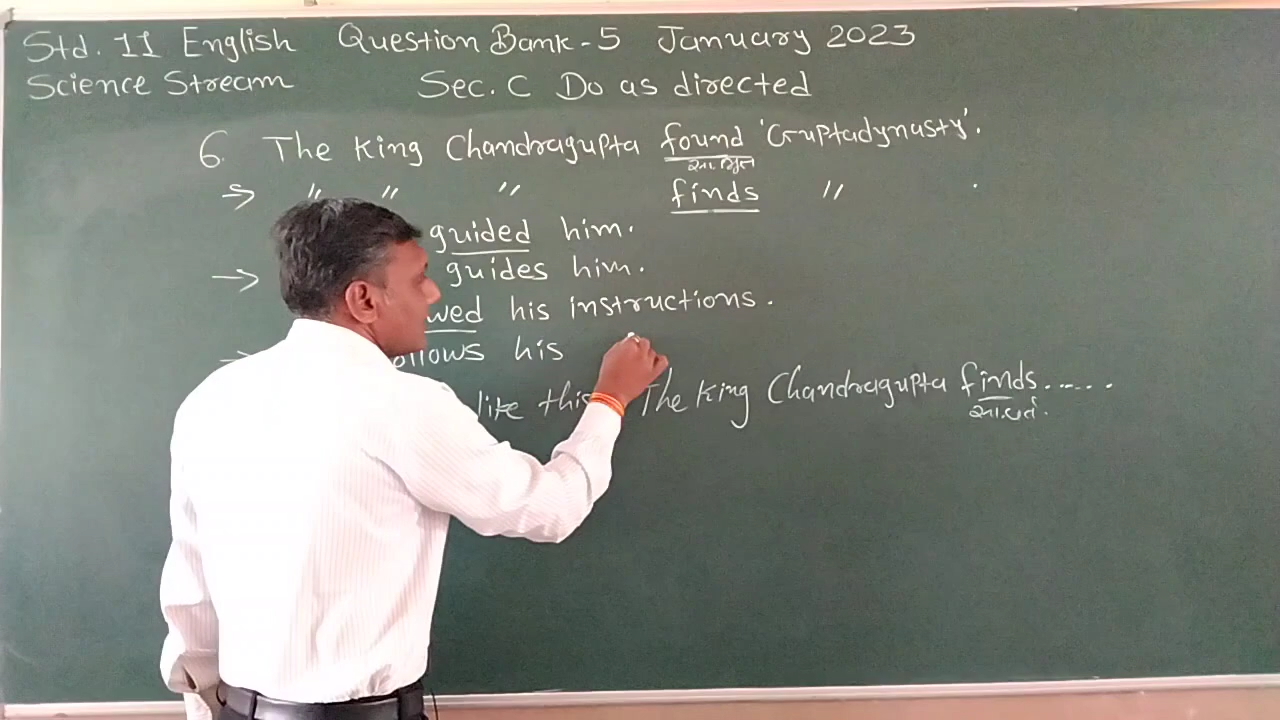 Std. 11 English Question Bank-5 January 2023
Science Stream Sec. C Do as directed
6. The King Chandragupta found 'Guptadynasty'.
→ " " " finds " .
guided him.
→ guides him.
wed his instructions.
→ ollows his
like this The King Chandragupta finds.....